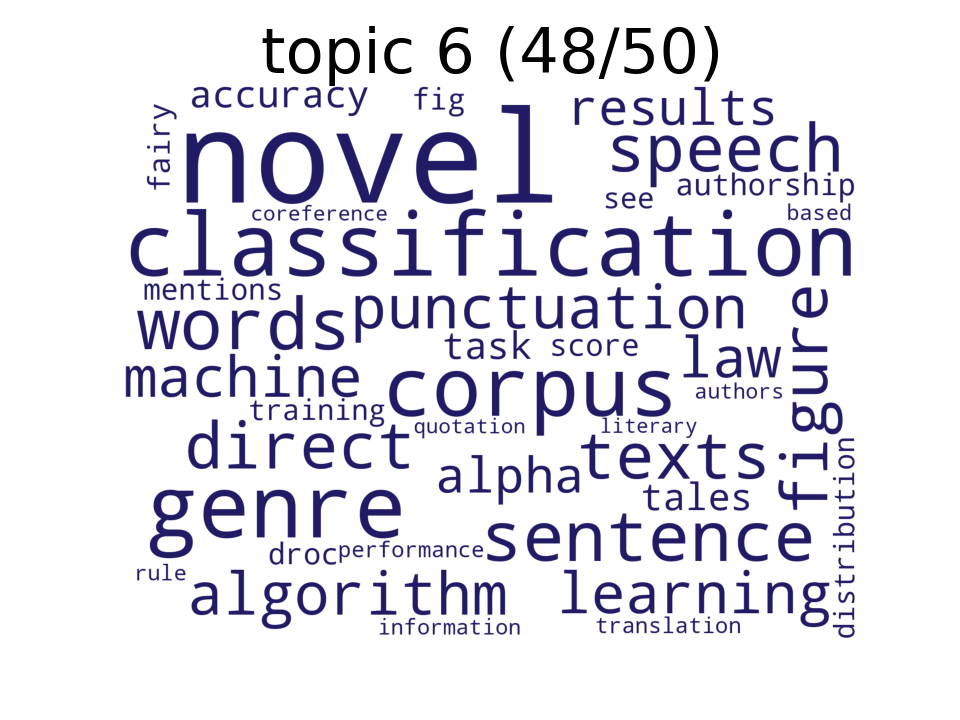 topic 6 (48/50)
accuracy fig results
fairy novel speech
see authorship
coreference based
classification
mentions
words punctuation figure
task score law
machine corpus authors
training
direct quotation literary
texts
alpha tales distribution
genre sentence
droc performance
rule algorithm learning
information translation